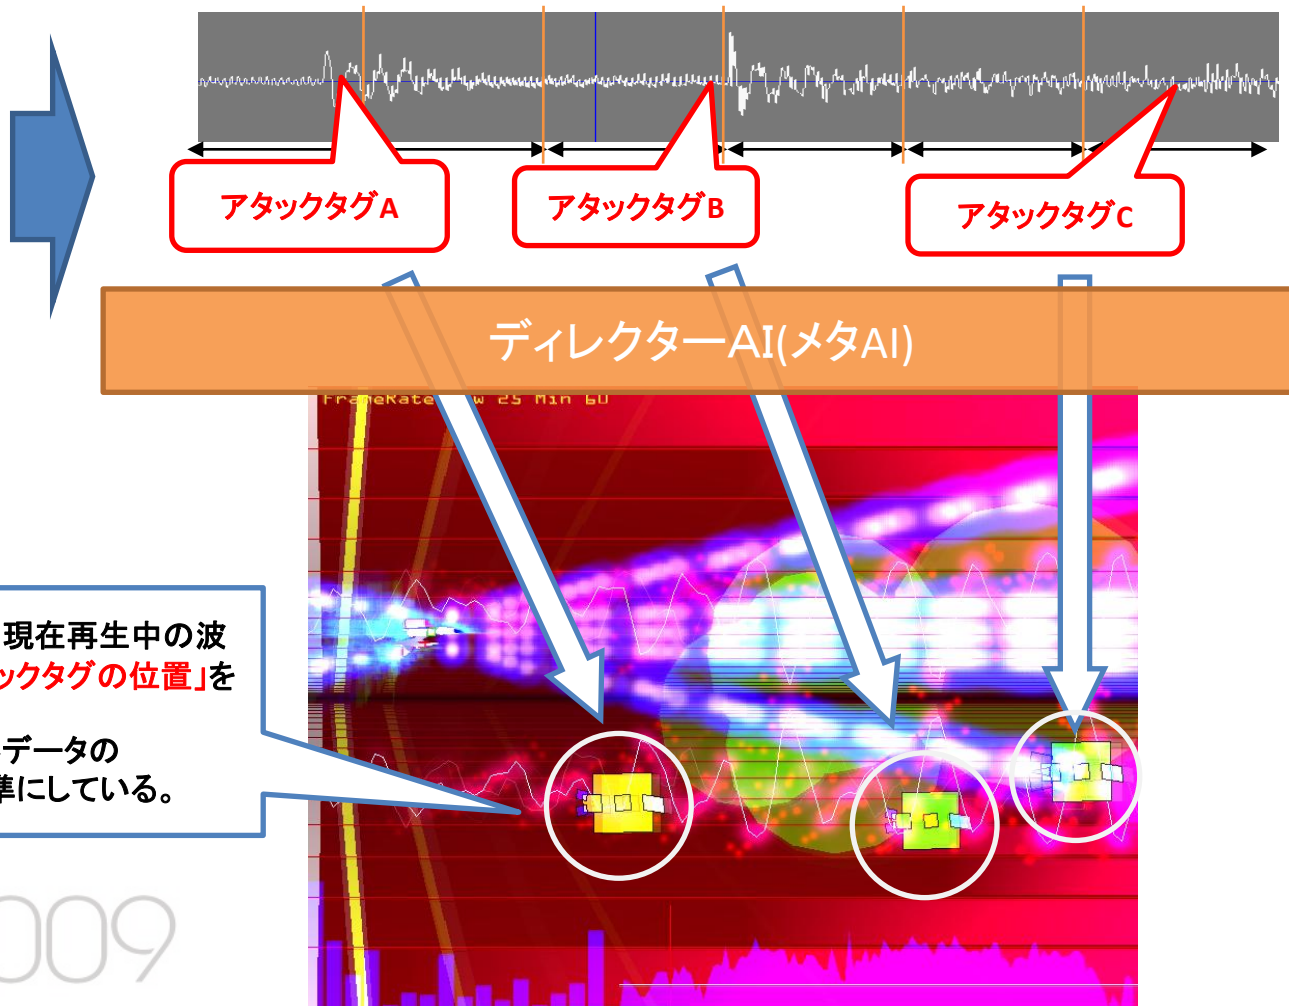 アタックタグA
アタックタグB
アタックタグC
ディレクターAI(メタAI)
25 Min 60
現在再生中の波
ックタグの位置」を
データの
にしている。
009